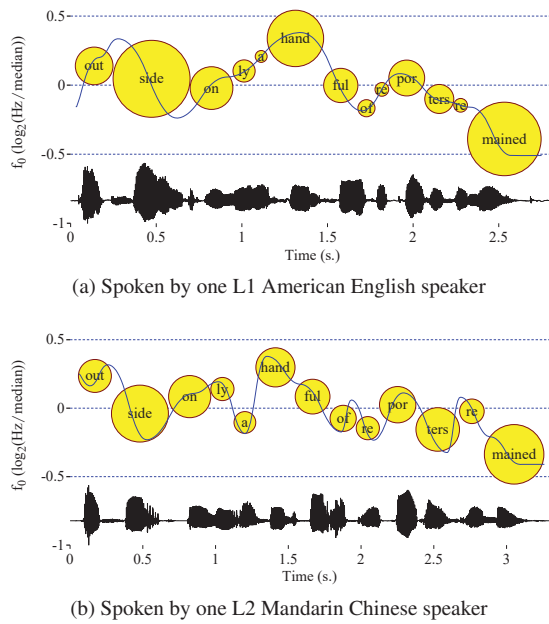 0.5
0
-0.5
-1
f0 (log2(Hz/median))
out
side
on
ly
a
hand
ful
of
re
por
ters
re
mained
0 0.5 1 1.5 2 2.5
Time (s.)
(a) Spoken by one L1 American English speaker
0.5
0
-0.5
-1
f0 (log2(Hz/median))
out
side
on
ly
a
hand
ful
of
re
por
ters
re
mained
0 0.5 1 1.5 2 2.5 3
Time (s.)
(b) Spoken by one L2 Mandarin Chinese speaker